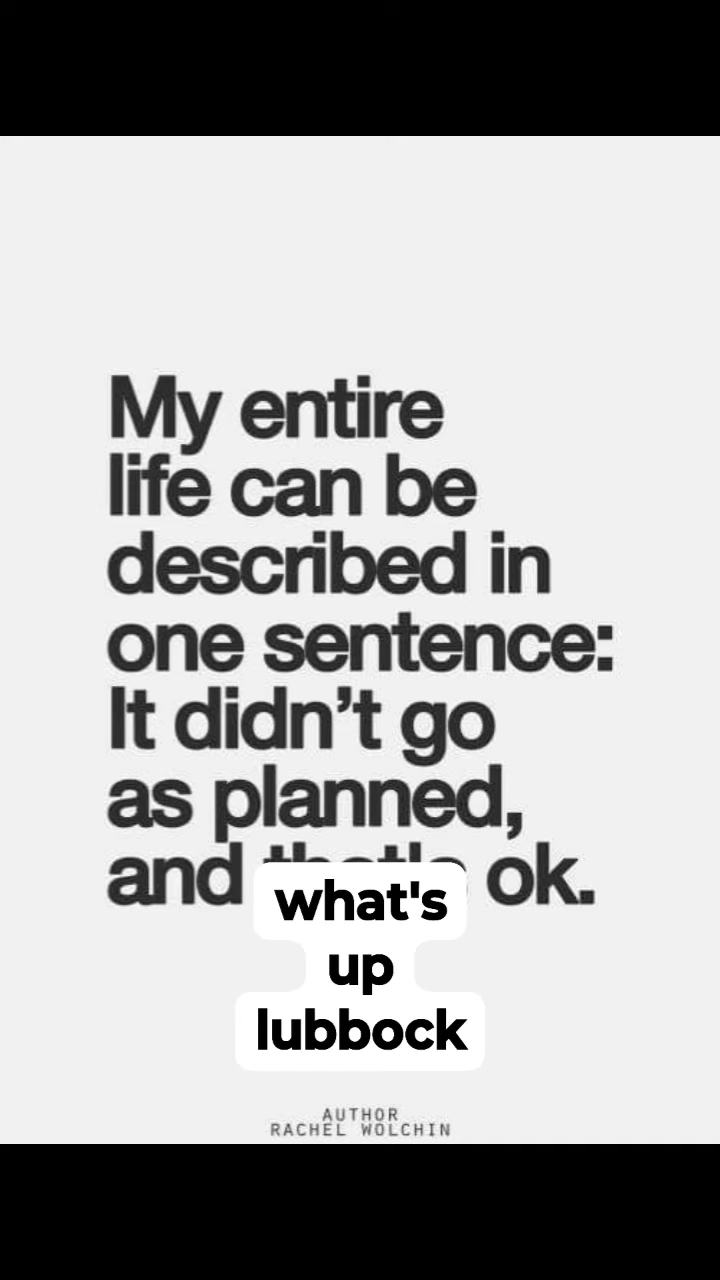 My entire
life can be
described in
one sentence:
It didn't go
as planned,
and that's ok.
what's
up
lubbock
AUTHOR
RACHEL WOLCHIN